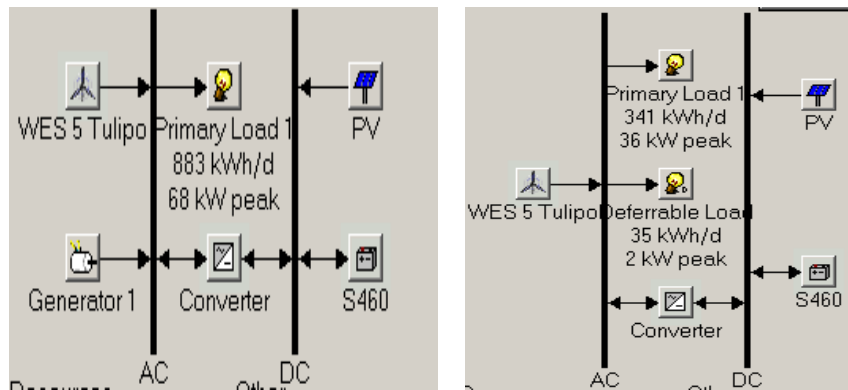 WES 5 Tulipo
Primary Load 1
883 kWh/d
68 kW peak
PV
Generator 1
Converter
S460
AC
DC
Primary Load 1
341 kWh/d
36 kW peak
PV
WES 5 Tulipo
Deferrable Load
35 kWh/d
2 kW peak
S460
Converter
AC
DC